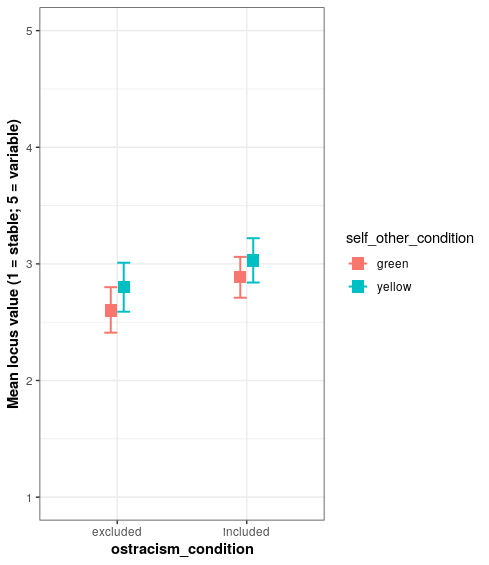 Mean locus value (1 = stable; 5 = variable)
5
4
3
2
1
excluded
included
ostracism_condition
self_other_condition
green
yellow